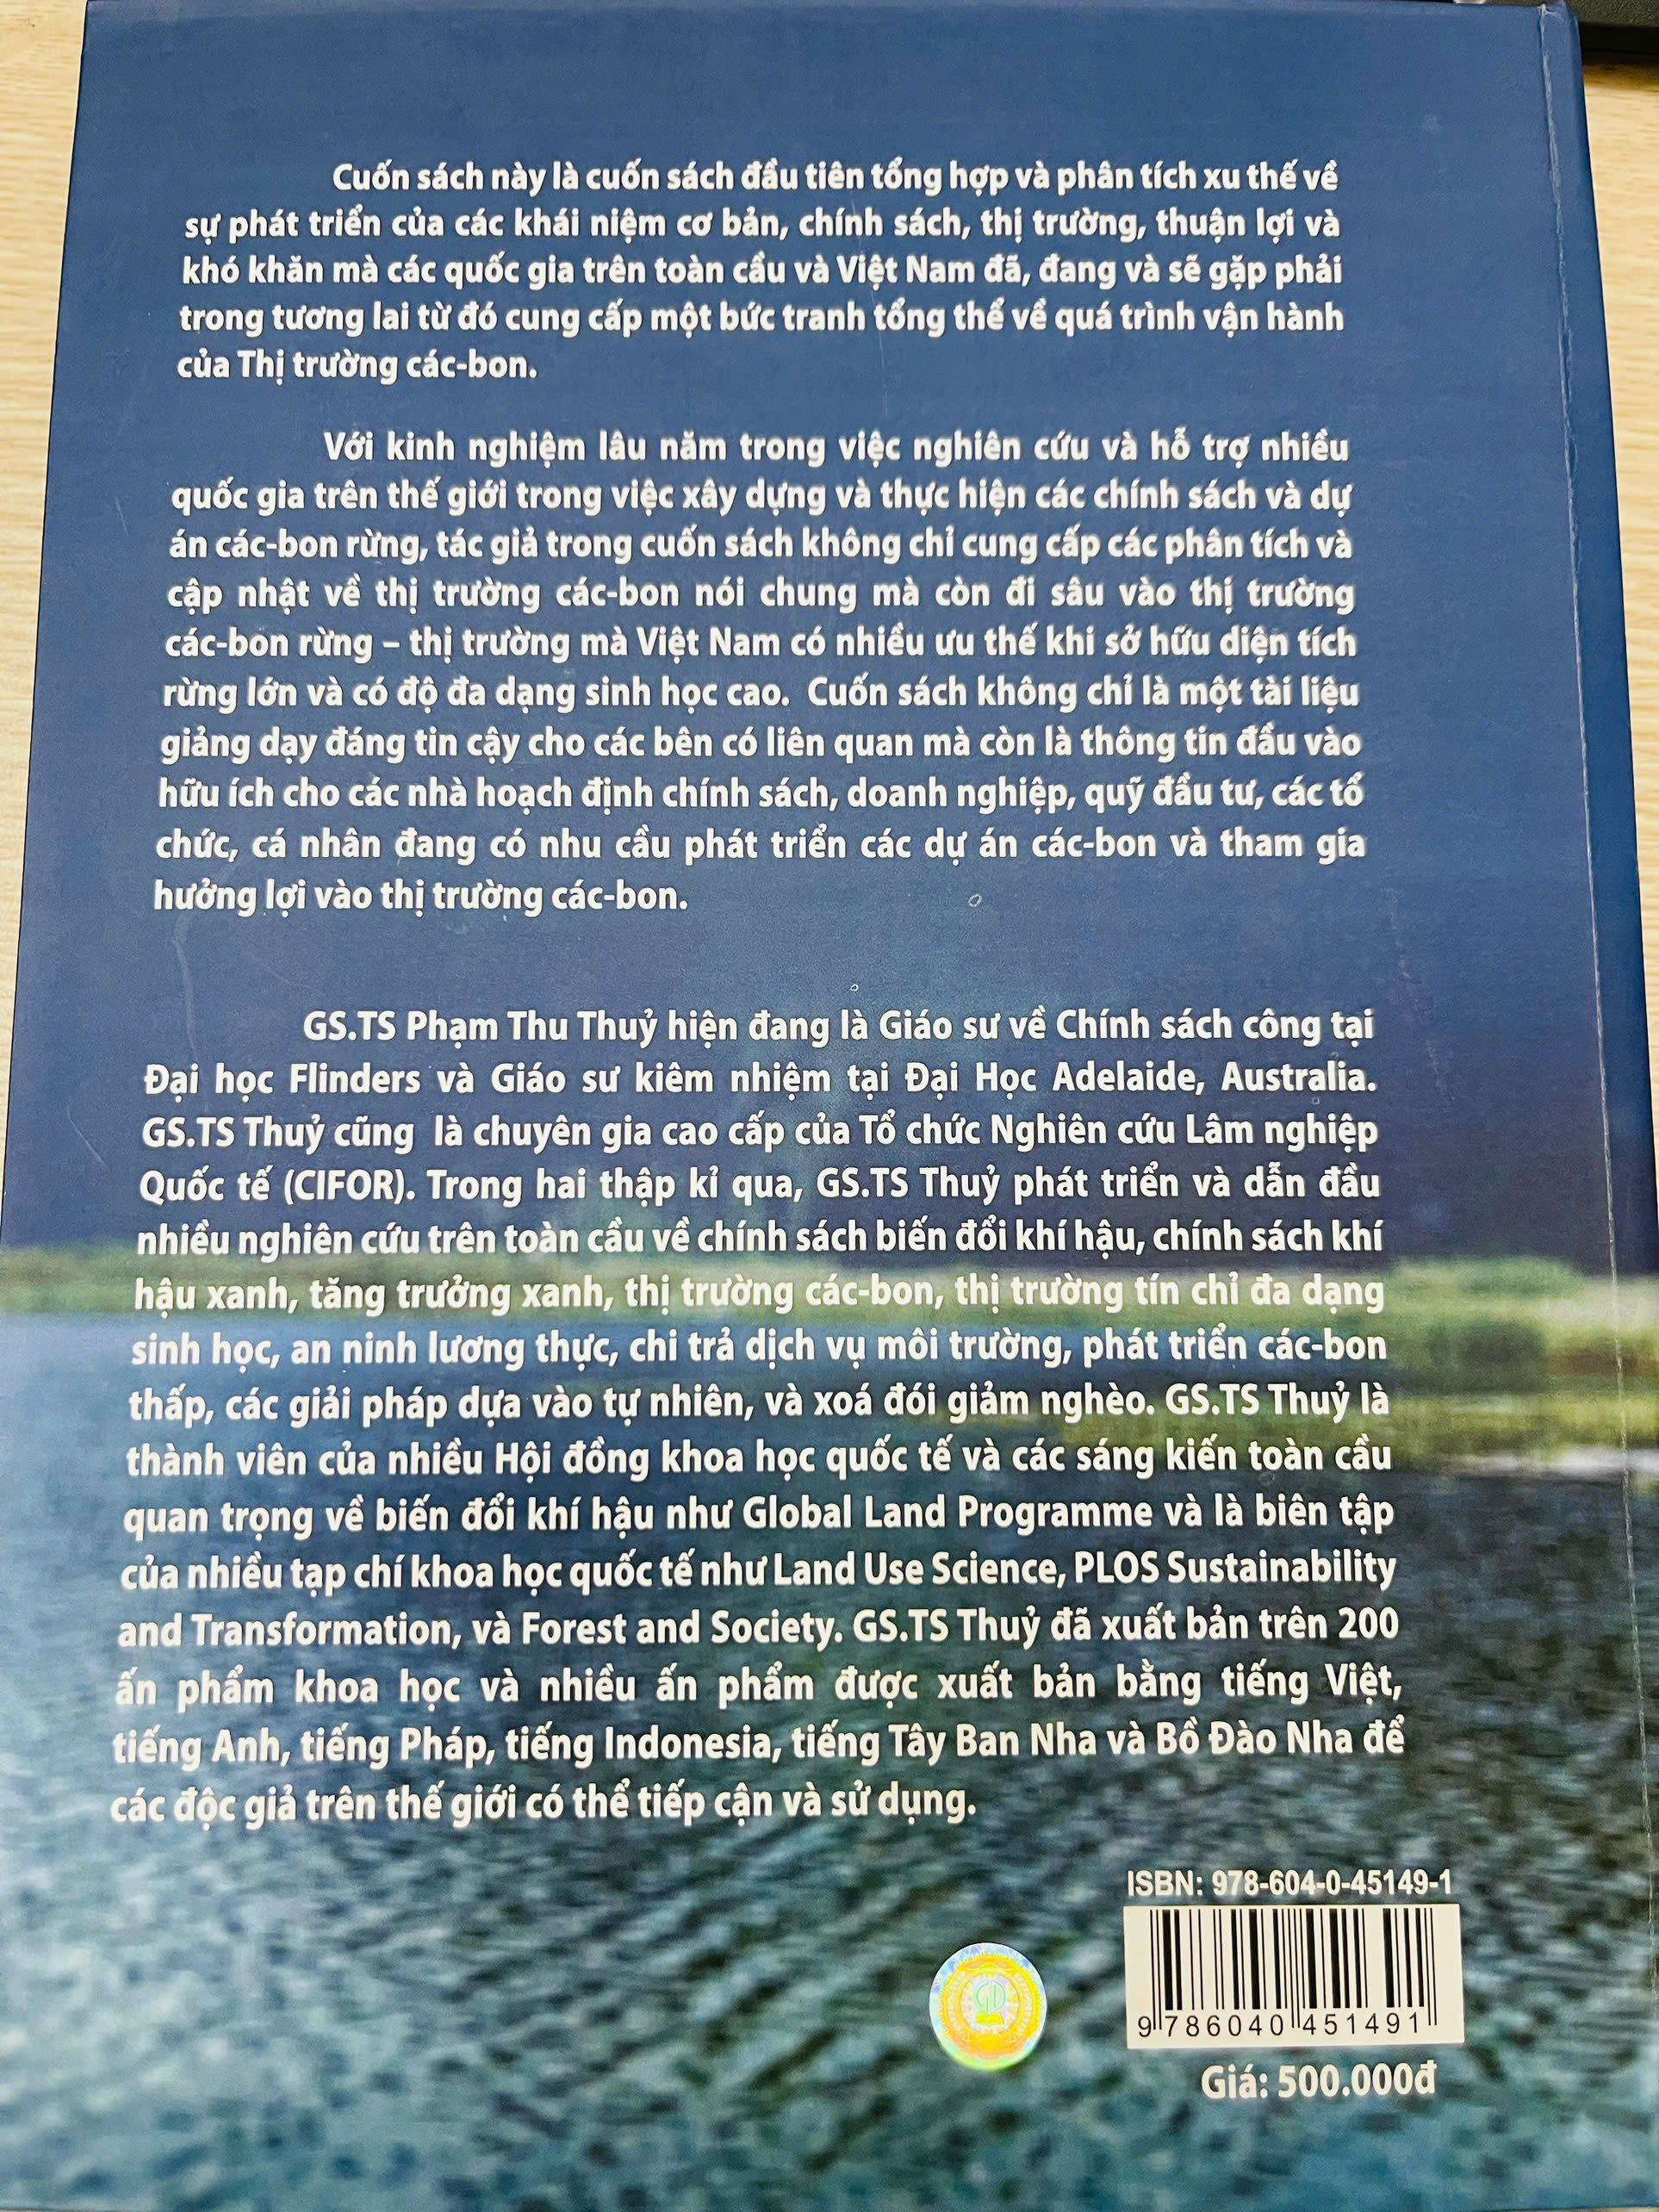 Cuốn sách này là cuốn sách đầu tiên tổng hợp và phân tích xu thế về
sự phát triển của các khái niệm cơ bản, chính sách, thị trường, thuận lợi và
khó khăn mà các quốc gia trên toàn cầu và Việt Nam đã, đang và sẽ gặp phải
trong tương lai từ đó cung cấp một bức tranh tổng thể về quá trình vận hành
của Thị trường các-bon.
Với kinh nghiệm lâu năm trong việc nghiên cứu và hỗ trợ nhiều
quốc gia trên thế giới trong việc xây dựng và thực hiện các chính sách và dự
án các-bon rừng, tác giả trong cuốn sách không chỉ cung cấp các phân tích và
cập nhật về thị trường các-bon nói chung mà còn đi sâu vào thị trường
các-bon rừng – thị trường mà Việt Nam có nhiều ưu thế khi sở hữu diện tích
rừng lớn và có độ đa dạng sinh học cao. Cuốn sách không chỉ là một tài liệu
giảng dạy đáng tin cậy cho các bên có liên quan mà còn là thông tin đầu vào
hữu ích cho các nhà hoạch định chính sách, doanh nghiệp, quỹ đầu tư, các tổ
chức, cá nhân đang có nhu cầu phát triển các dự án các-bon và tham gia
hưởng lợi vào thị trường các-bon.
GS.TS Phạm Thu Thuỷ hiện đang là Giáo sư về Chính sách công tại
Đại học Flinders và Giáo sư kiêm nhiệm tại Đại Học Adelaide, Australia.
GS.TS Thuỷ cũng là chuyên gia cao cấp của Tổ chức Nghiên cứu Lâm nghiệp
Quốc tế (CIFOR). Trong hai thập kỉ qua, GS.TS Thuỷ phát triển và dẫn đầu
nhiều nghiên cứu trên toàn cầu về chính sách biến đổi khí hậu, chính sách khí
hậu xanh, tăng trưởng xanh, thị trường các-bon, thị trường tín chỉ đa dạng
sinh học, an ninh lương thực, chi trả dịch vụ môi trường, phát triển các-bon
thấp, các giải pháp dựa vào tự nhiên, và xoá đói giảm nghèo. GS.TS Thuỷ là
thành viên của nhiều Hội đồng khoa học quốc tế và các sáng kiến toàn cầu
quan trọng về biến đổi khí hậu như Global Land Programme và là biên tập
của nhiều tạp chí khoa học quốc tế như Land Use Science, PLOS Sustainability
and Transformation, và Forest and Society. GS.TS Thuỷ đã xuất bản trên 200
ấn phẩm khoa học và nhiều ấn phẩm được xuất bản bằng tiếng Việt,
tiếng Anh, tiếng Pháp, tiếng Indonesia, tiếng Tây Ban Nha và Bồ Đào Nha để
các độc giả trên thế giới có thể tiếp cận và sử dụng.
ISBN: 978-604-0-45149-1
9 786040 451491
Giá: 500.000đ